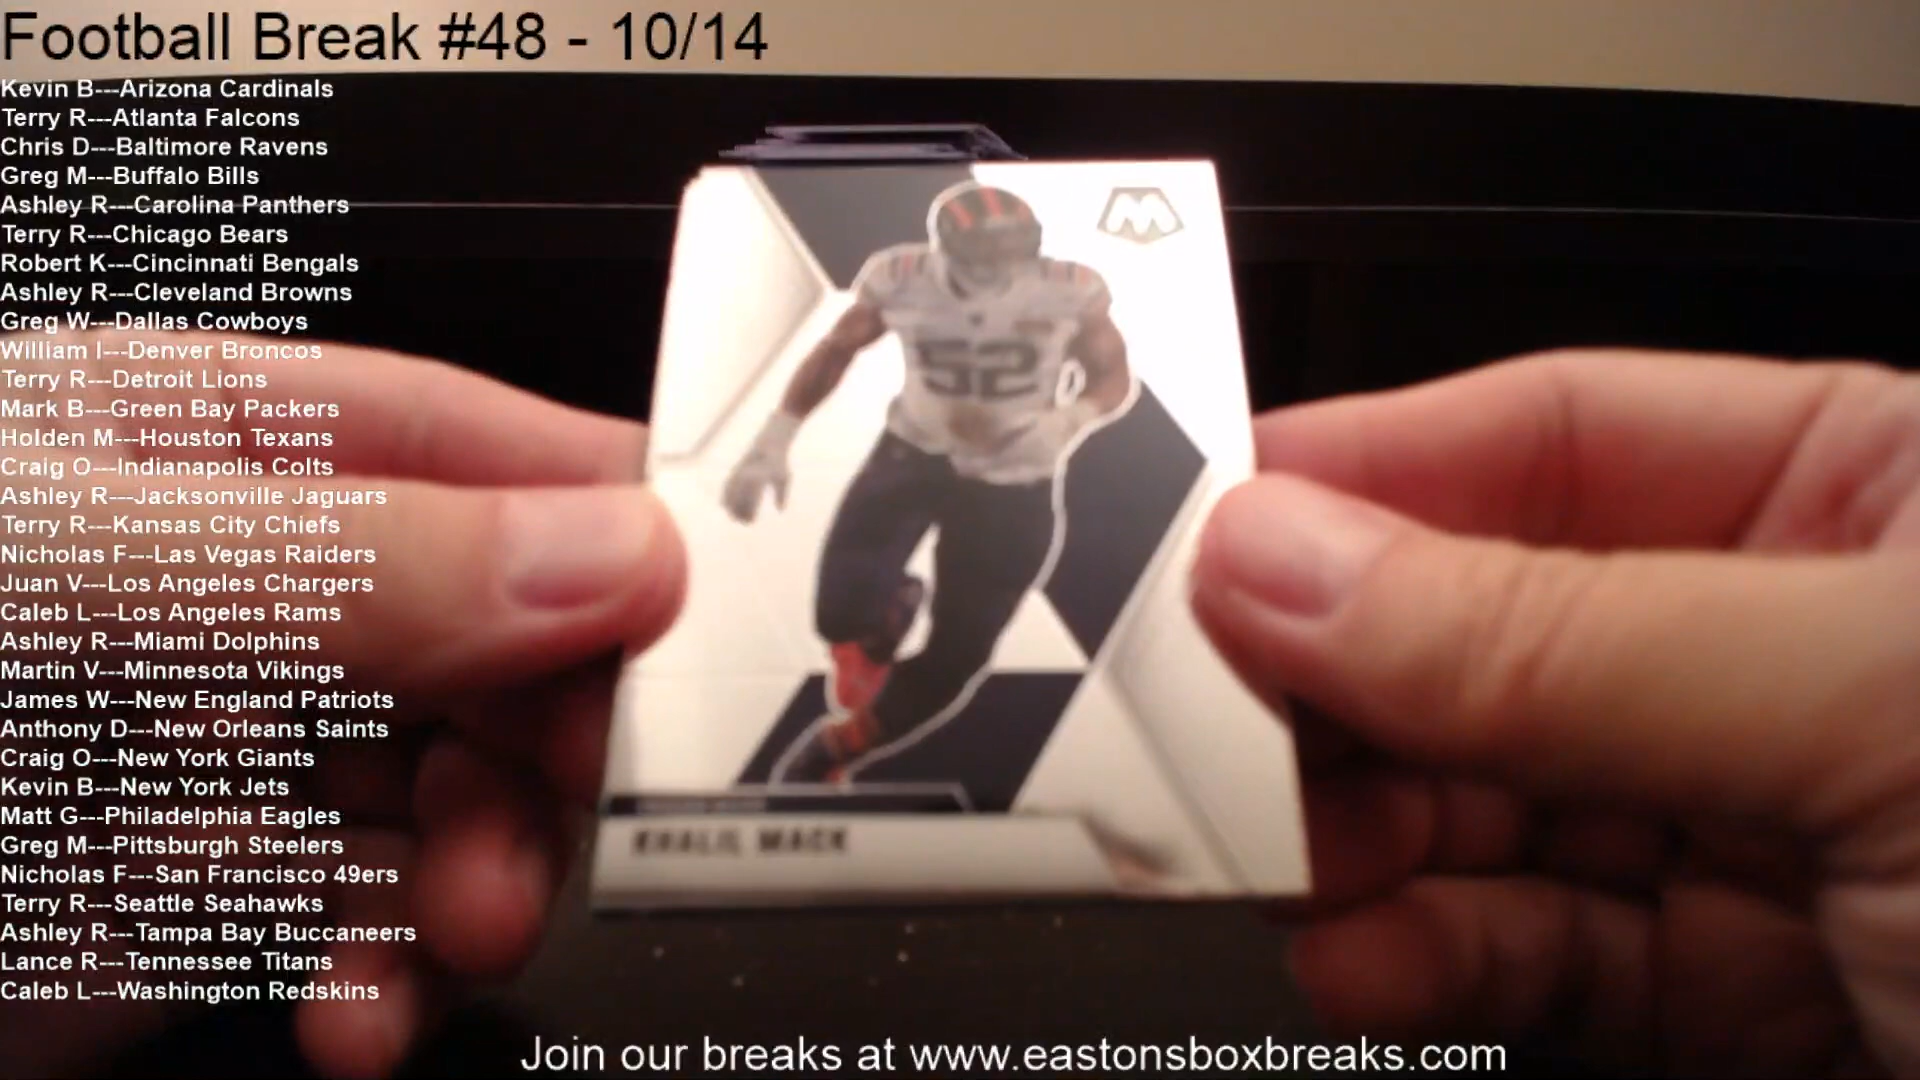 Football Break #48 - 10/14
Kevin B---Arizona Cardinals
Terry R---Atlanta Falcons
Chris D---Baltimore Ravens
Greg M---Buffalo Bills
Ashley R---Carolina Panthers
Terry R---Chicago Bears
Robert K---Cincinnati Bengals
Ashley R---Cleveland Browns
Greg W---Dallas Cowboys
William I---Denver Broncos
Terry R---Detroit Lions
Mark B---Green Bay Packers
Holden M---Houston Texans
Craig O---Indianapolis Colts
Ashley R---Jacksonville Jaguars
Terry R---Kansas City Chiefs
Nicholas F---Las Vegas Raiders
Juan V---Los Angeles Chargers
Caleb L---Los Angeles Rams
Ashley R---Miami Dolphins
Martin V---Minnesota Vikings
James W---New England Patriots
Anthony D---New Orleans Saints
Craig O---New York Giants
Kevin B---New York Jets
Matt G---Philadelphia Eagles
Greg M---Pittsburgh Steelers
Nicholas F---San Francisco 49ers
Terry R---Seattle Seahawks
Ashley R---Tampa Bay Buccaneers
Lance R---Tennessee Titans
Caleb L---Washington Redskins
M
52
KHALIL MACK
Join our breaks at www.eastonsboxbreaks.com